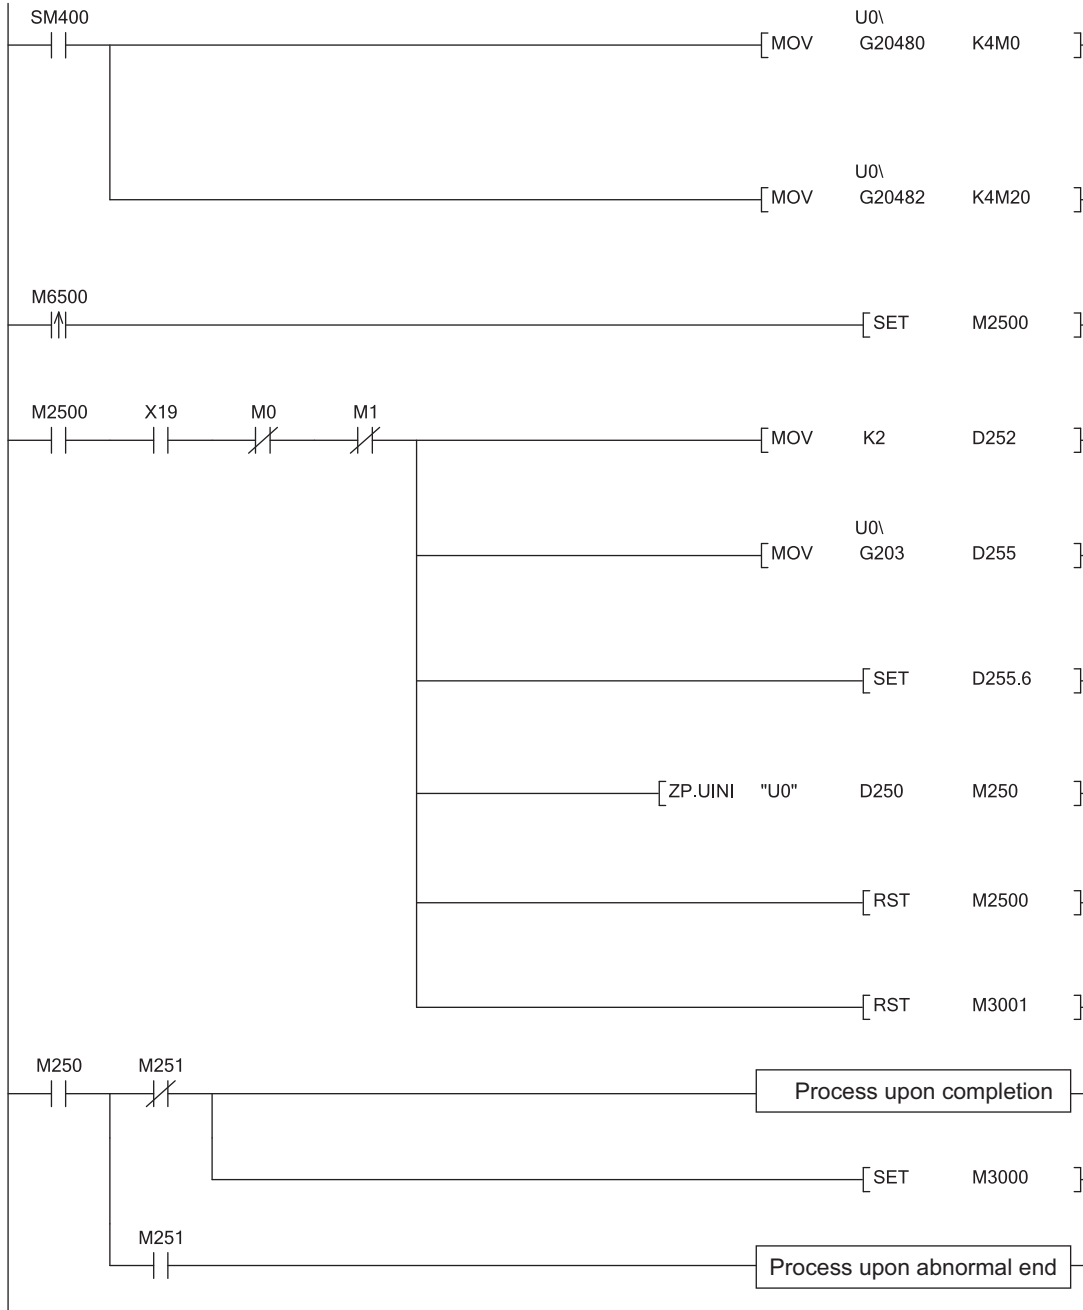 SM400
U0\
MOV G20480 K4M0
U0\
MOV G20482 K4M20
M6500
SET M2500
M2500 X19 M0 M1
MOV K2 D252
U0\
MOV G203 D255
SET D255.6
ZP.UINI "U0" D250 M250
RST M2500
RST M3001
M250 M251
Process upon completion
SET M3000
M251
Process upon abnormal end